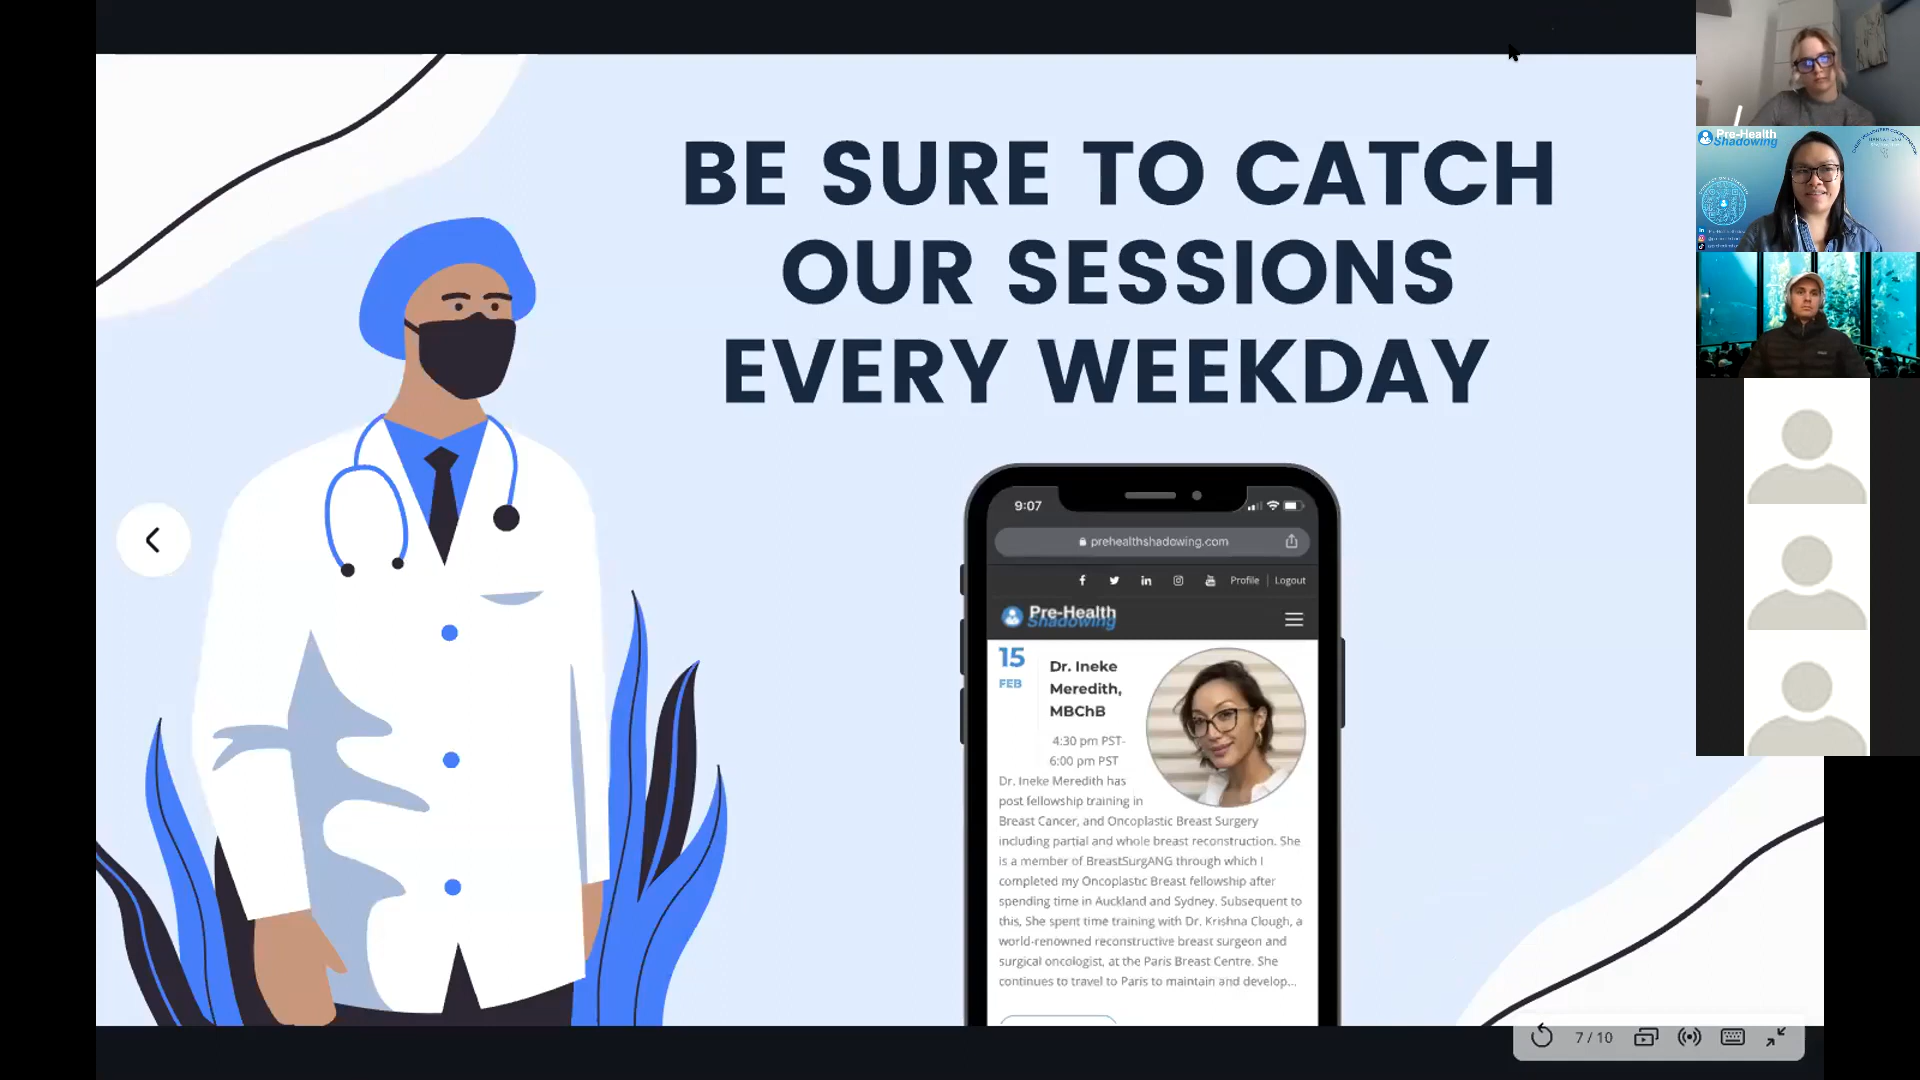 BE SURE TO CATCH
OUR SESSIONS
EVERY WEEKDAY
9:07
prehealthshadowing.com
Profile | Logout
Pre-Health
Shadowing
15
FEB
Dr. Ineke
Meredith,
MBChB
4:30 pm PST-
6:00 pm PST
Dr. Ineke Meredith has
post fellowship training in
Breast Cancer, and Oncoplastic Breast Surgery
including partial and whole breast reconstruction. She
is a member of BreastSurgANG through which I
completed my Oncoplastic Breast fellowship after
spending time in Auckland and Sydney. Subsequent to
this, She spent time training with Dr. Krishna Clough, a
world-renowned reconstructive breast surgeon and
surgical oncologist, at the Paris Breast Centre. She
continues to travel to Paris to maintain and develop...
7 / 10
Pre-Health
Shadowing